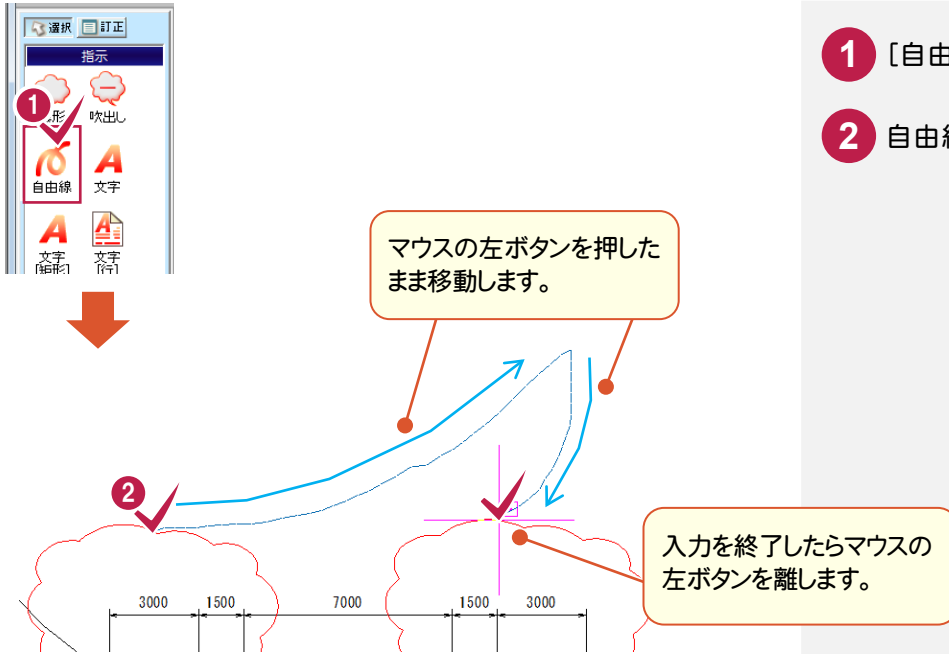 選択 訂正
指示
1
吹出し
自由線 文字
文字 文字
[矩形] [行]
1 [自由
2 自由
マウスの左ボタンを押した
まま移動します。
2
入力を終了したらマウスの
左ボタンを離します。
3000 1500 7000 1500 3000